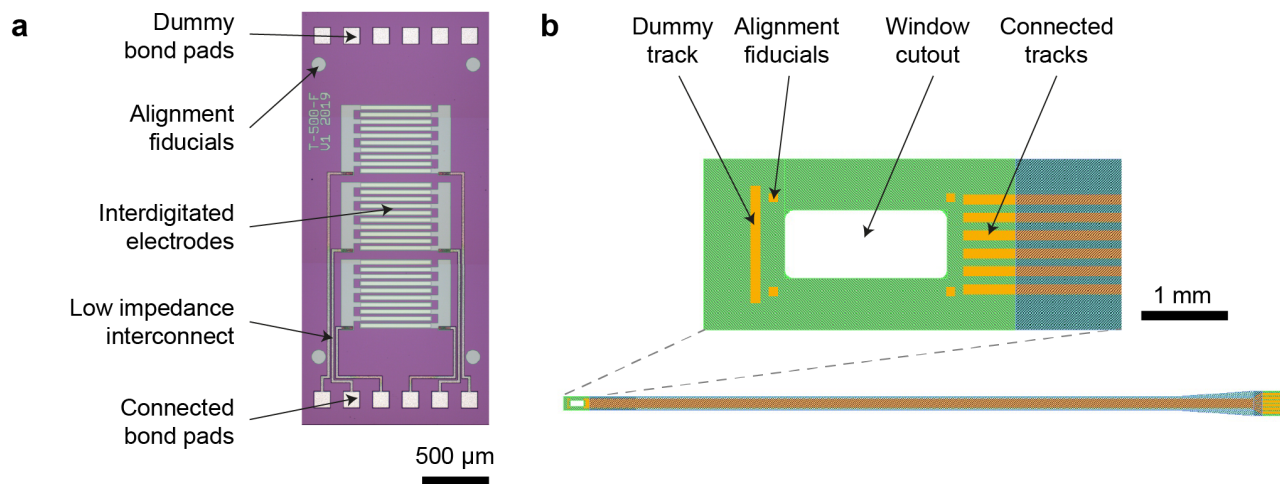 a
Dummy
bond pads
Alignment
fiducials
Interdigitated
electrodes
Low impedance
interconnect
Connected
bond pads
T-500-F
V1 2019
500 µm
b
Dummy
track
Alignment
fiducials
Window
cutout
Connected
tracks
1 mm